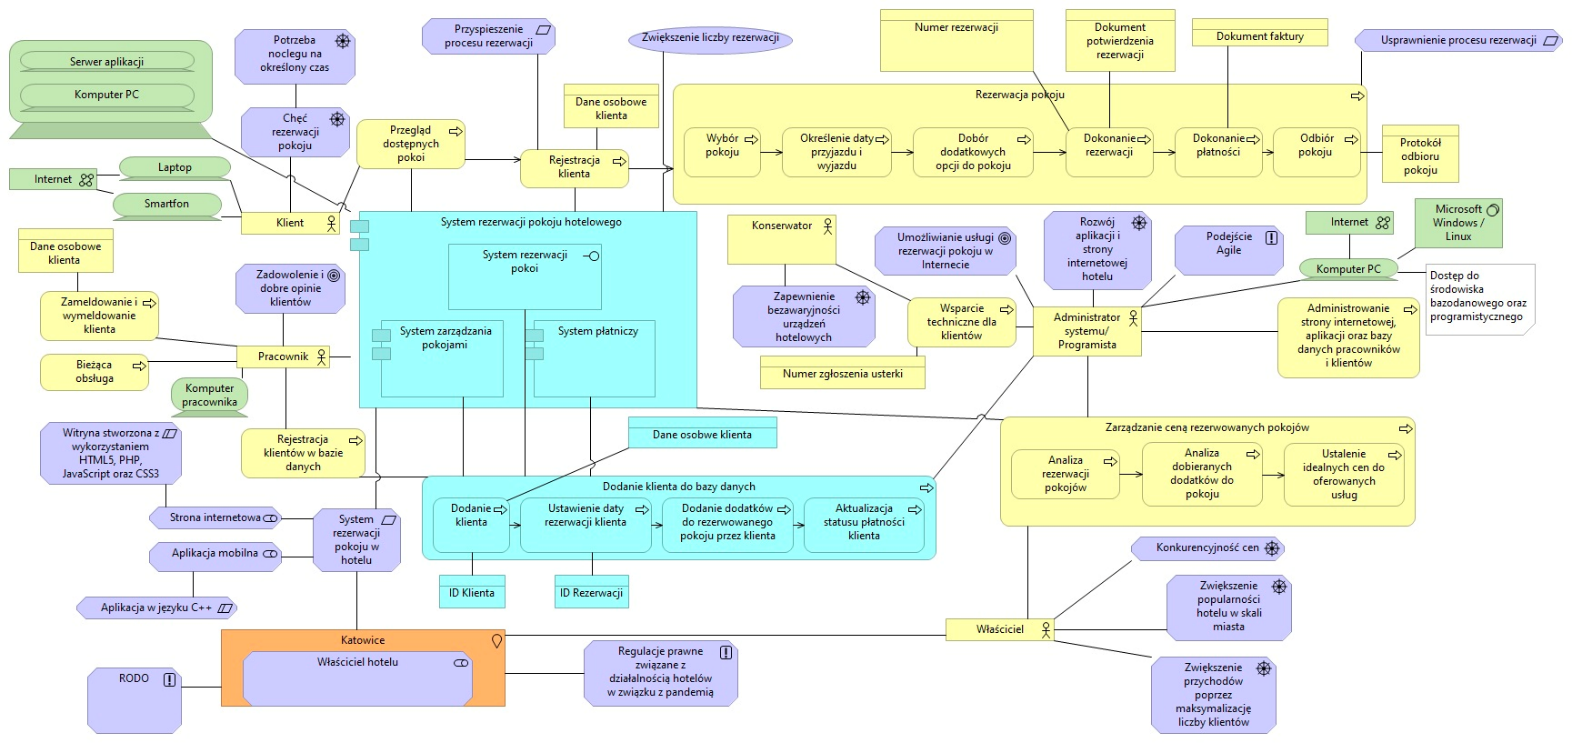 Serwer aplikacji
Komputer PC
Potrzeba
noclegu na
określony czas
Chęć
rezerwacji
pokoju
Przyspieszenie
procesu rezerwacji
Zwiększenie liczby rezerwacji
Numer rezerwacji
Dokument
potwierdzenia
rezerwacji
Dokument faktury
Usprawnienie procesu rezerwacji
Dane osobowe
klienta
Przegląd
dostępnych
pokoi
Rejestracja
klienta
Rezerwacja pokoju
Wybór
pokoju
Określenie daty
przyjazdu i
wyjazdu
Dobór
dodatkowych
opcji do pokoju
Dokonanie
rezerwacji
Dokonanie
płatności
Odbiór
pokoju
Protokół
odbioru
pokoju
Internet
Laptop
Smartfon
Klient
Dane osobowe
klienta
Zameldowanie i
wymeldowanie
klienta
Zadowolenie i
dobre opinie
klientów
Bieżąca
obsługa
Pracownik
Komputer
pracownika
Rejestracja
klientów w bazie
danych
System rezerwacji pokoju hotelowego
System rezerwacji
pokoi
System zarządzania
pokojami
System płatniczy
Konserwator
Zapewnienie
bezawaryjności
urządzeń
hotelowych
Umożliwianie usługi
rezerwacji pokoju w
Internecie
Rozwój
aplikacji i
strony
internetowej
hotelu
Podejście
Agile
Internet
Microsoft
Windows /
Linux
Komputer PC
Dostęp do
środowiska
bazodanowego oraz
programistycznego
Wsparcie
techniczne dla
klientów
Numer zgłoszenia usterki
Administrator
systemu/
Programista
Administrowanie
strony internetowej,
aplikacji oraz bazy
danych pracowników
i klientów
Witryna stworzona z
wykorzystaniem
HTML5, PHP,
JavaScript oraz CSS3
Strona internetowa
Aplikacja mobilna
Aplikacja w języku C++
System
rezerwacji
pokoju w
hotelu
Dane osobowe klienta
Dodanie klienta do bazy danych
Dodanie
klienta
Ustawienie daty
rezerwacji klienta
Dodanie dodatków
do rezerwowanego
pokoju przez klienta
Aktualizacja
statusu płatności
klienta
ID Klienta
ID Rezerwacji
Zarządzanie ceną rezerwowanych pokojów
Analiza
rezerwacji
pokojów
Analiza
dobieranych
dodatków do
pokoju
Ustalenie
idealnych cen do
oferowanych
usług
Konkurencyjność cen
Zwiększenie
popularności
hotelu w skali
miasta
Właściciel
Zwiększenie
przychodów
poprzez
maksymalizację
liczby klientów
Katowice
Właściciel hotelu
RODO
Regulacje prawne
związane z
działalnością hotelów
w związku z pandemią